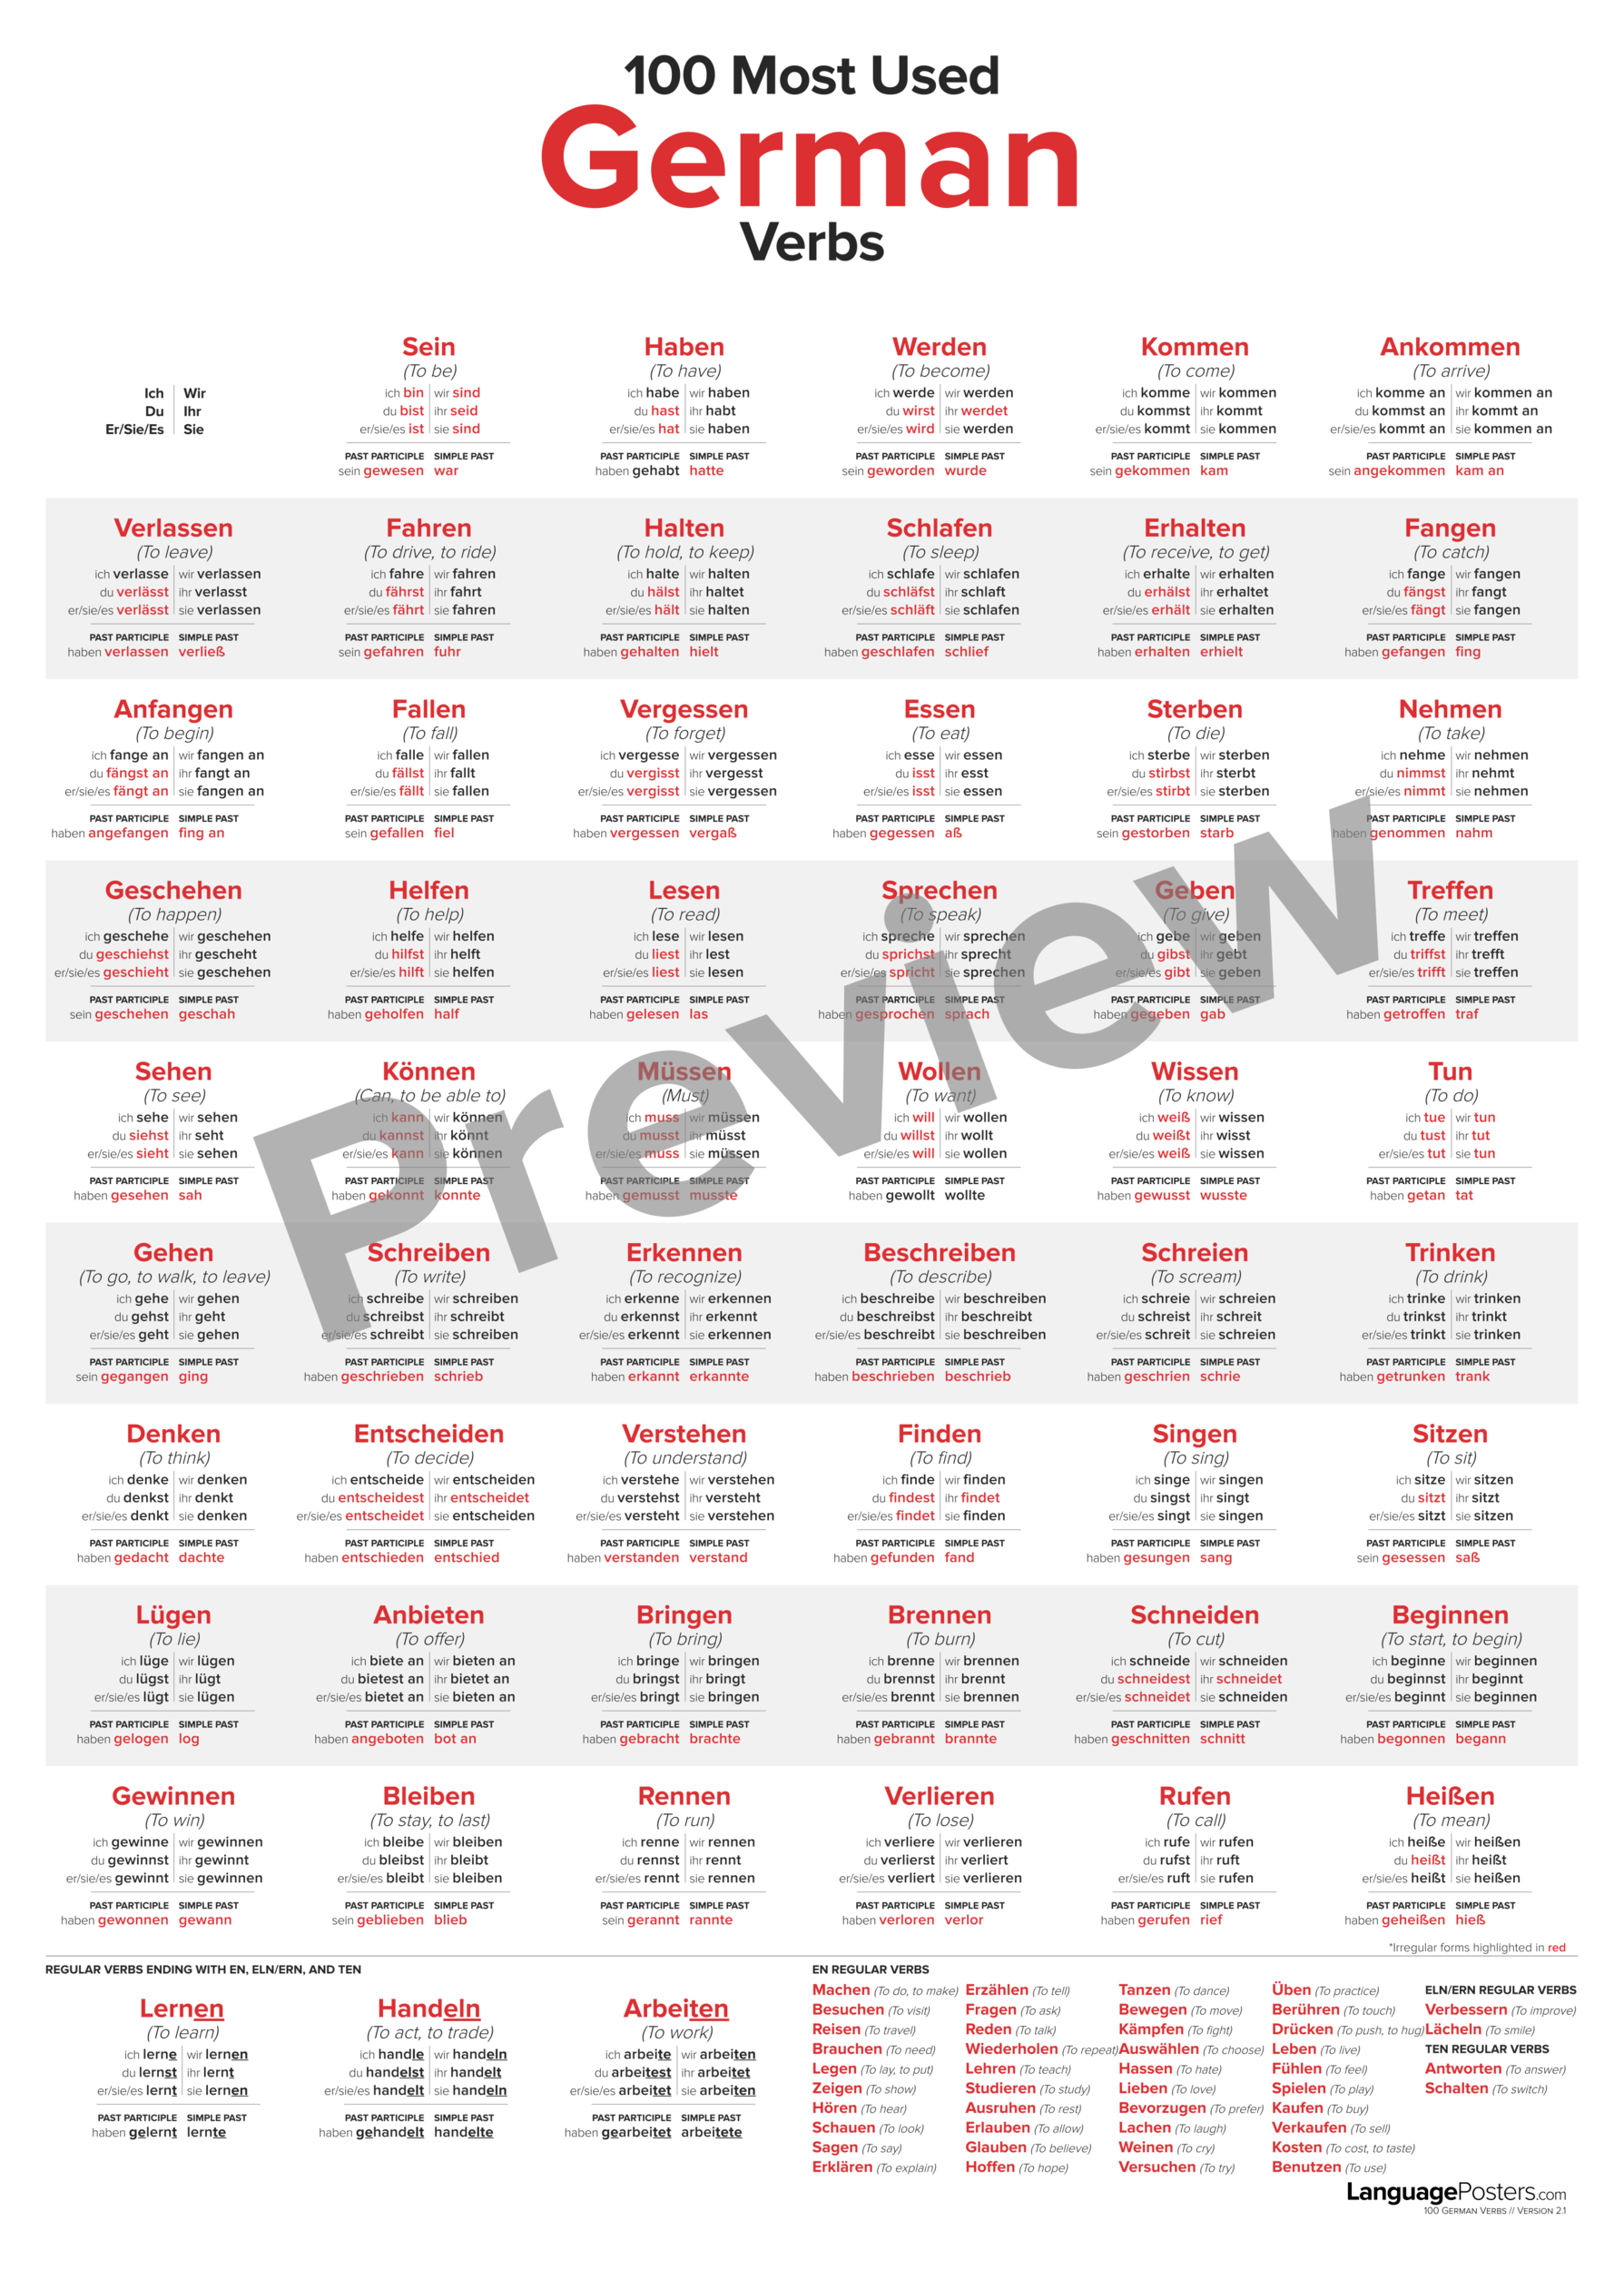 100 Most Used
German
Verbs
Ich Wir
Du Ihr
Er/Sie/Es Sie
Sein
(To be)
ich bin wir sind
du bist ihr seid
er/sie/es ist sie sind
PAST PARTICIPLE SIMPLE PAST
sein gewesen war
Haben
(To have)
ich habe wir haben
du hast ihr habt
er/sie/es hat sie haben
PAST PARTICIPLE SIMPLE PAST
haben gehabt hatte
Werden
(To become)
ich werde wir werden
du wirst ihr werdet
er/sie/es wird sie werden
PAST PARTICIPLE SIMPLE PAST
sein geworden wurde
Kommen
(To come)
ich komme wir kommen
du kommst ihr kommt
er/sie/es kommt sie kommen
PAST PARTICIPLE SIMPLE PAST
sein gekommen kam
Ankommen
(To arrive)
ich komme an wir kommen an
du kommst an ihr kommt an
er/sie/es kommt an sie kommen an
PAST PARTICIPLE SIMPLE PAST
sein angekommen kam an
Verlassen
(To leave)
ich verlasse wir verlassen
du verlässt ihr verlasst
er/sie/es verlässt sie verlassen
PAST PARTICIPLE SIMPLE PAST
haben verlassen verließ
Fahren
(To drive, to ride)
ich fahre wir fahren
du fährst ihr fahrt
er/sie/es fährt sie fahren
PAST PARTICIPLE SIMPLE PAST
sein gefahren fuhr
Halten
(To hold, to keep)
ich halte wir halten
du hälst ihr haltet
er/sie/es hält sie halten
PAST PARTICIPLE SIMPLE PAST
haben gehalten hielt
Schlafen
(To sleep)
ich schlafe wir schlafen
du schläfst ihr schlaft
er/sie/es schläft sie schlafen
PAST PARTICIPLE SIMPLE PAST
haben geschlafen schlief
Erhalten
(To receive, to get)
ich erhalte wir erhalten
du erhälst ihr erhaltet
er/sie/es erhält sie erhalten
PAST PARTICIPLE SIMPLE PAST
haben erhalten erhielt
Fangen
(To catch)
ich fange wir fangen
du fängst ihr fangt
er/sie/es fängt sie fangen
PAST PARTICIPLE SIMPLE PAST
haben gefangen fing
Anfangen
(To begin)
ich fange an wir fangen an
du fängst an ihr fangt an
er/sie/es fängt an sie fangen an
PAST PARTICIPLE SIMPLE PAST
haben angefangen fing an
Fallen
(To fall)
ich falle wir fallen
du fällst ihr fallt
er/sie/es fällt sie fallen
PAST PARTICIPLE SIMPLE PAST
sein gefallen fiel
Vergessen
(To forget)
ich vergesse wir vergessen
du vergisst ihr vergesst
er/sie/es vergisst sie vergessen
PAST PARTICIPLE SIMPLE PAST
haben vergessen vergaß
Essen
(To eat)
ich esse wir essen
du isst ihr esst
er/sie/es isst sie essen
PAST PARTICIPLE SIMPLE PAST
haben gegessen aß
Sterben
(To die)
ich sterbe wir sterben
du stirbst ihr sterbt
er/sie/es stirbt sie sterben
PAST PARTICIPLE SIMPLE PAST
sein gestorben starb
Nehmen
(To take)
ich nehme wir nehmen
du nimmst ihr nehmt
er/sie/es nimmt sie nehmen
PAST PARTICIPLE SIMPLE PAST
haben genommen nahm
Geschehen
(To happen)
ich geschehe wir geschehen
du geschiehst ihr gescheht
er/sie/es geschieht sie geschehen
PAST PARTICIPLE SIMPLE PAST
sein geschehen geschah
Helfen
(To help)
ich helfe wir helfen
du hilfst ihr helft
er/sie/es hilft sie helfen
PAST PARTICIPLE SIMPLE PAST
haben geholfen half
Lesen
(To read)
ich lese wir lesen
du liest ihr lest
er/sie/es liest sie lesen
PAST PARTICIPLE SIMPLE PAST
haben gelesen las
Sprechen
(To speak)
ich spreche wir sprechen
du sprichst ihr sprecht
er/sie/es spricht sie sprechen
PAST PARTICIPLE SIMPLE PAST
haben gesprochen sprach
Geben
(To give)
ich gebe wir geben
du gibst ihr gebt
er/sie/es gibt sie geben
PAST PARTICIPLE SIMPLE PAST
haben gegeben gab
Treffen
(To meet)
ich treffe wir treffen
du triffst ihr trefft
er/sie/es trifft sie treffen
PAST PARTICIPLE SIMPLE PAST
haben getroffen traf
Preview
Sehen
(To see)
ich sehe wir sehen
du siehst ihr seht
er/sie/es sieht sie sehen
PAST PARTICIPLE SIMPLE PAST
haben gesehen sah
Können
(Can, to be able to)
ich kann wir können
du kannst ihr könnt
er/sie/es kann sie können
PAST PARTICIPLE SIMPLE PAST
haben gekonnt konnte
Müssen
(Must)
ich muss wir müssen
du musst ihr müsst
er/sie/es muss sie müssen
PAST PARTICIPLE SIMPLE PAST
haben gemusst musste
Wollen
(To want)
ich will wir wollen
du willst ihr wollt
er/sie/es will sie wollen
PAST PARTICIPLE SIMPLE PAST
haben gewollt wollte
Wissen
(To know)
ich weiß wir wissen
du weißt ihr wisst
er/sie/es weiß sie wissen
PAST PARTICIPLE SIMPLE PAST
haben gewusst wusste
Tun
(To do)
ich tue wir tun
du tust ihr tut
er/sie/es tut sie tun
PAST PARTICIPLE SIMPLE PAST
haben getan tat
Gehen
(To go, to walk, to leave)
ich gehe wir gehen
du gehst ihr geht
er/sie/es geht sie gehen
PAST PARTICIPLE SIMPLE PAST
sein gegangen ging
Schreiben
(To write)
ich schreibe wir schreiben
du schreibst ihr schreibt
er/sie/es schreibt sie schreiben
PAST PARTICIPLE SIMPLE PAST
haben geschrieben schrieb
Erkennen
(To recognize)
ich erkenne wir erkennen
du erkennst ihr erkennt
er/sie/es erkennt sie erkennen
PAST PARTICIPLE SIMPLE PAST
haben erkannt erkannte
Beschreiben
(To describe)
ich beschreibe wir beschreiben
du beschreibst ihr beschreibt
er/sie/es beschreibt sie beschreiben
PAST PARTICIPLE SIMPLE PAST
haben beschrieben beschrieb
Schreien
(To scream)
ich schreie wir schreien
du schreist ihr schreit
er/sie/es schreit sie schreien
PAST PARTICIPLE SIMPLE PAST
haben geschrien schrie
Trinken
(To drink)
ich trinke wir trinken
du trinkst ihr trinkt
er/sie/es trinkt sie trinken
PAST PARTICIPLE SIMPLE PAST
haben getrunken trank
Denken
(To think)
ich denke wir denken
du denkst ihr denkt
er/sie/es denkt sie denken
PAST PARTICIPLE SIMPLE PAST
haben gedacht dachte
Entscheiden
(To decide)
ich entscheide wir entscheiden
du entscheidest ihr entscheidet
er/sie/es entscheidet sie entscheiden
PAST PARTICIPLE SIMPLE PAST
haben entschieden entschied
Verstehen
(To understand)
ich verstehe wir verstehen
du verstehst ihr versteht
er/sie/es versteht sie verstehen
PAST PARTICIPLE SIMPLE PAST
haben verstanden verstand
Finden
(To find)
ich finde wir finden
du findest ihr findet
er/sie/es findet sie finden
PAST PARTICIPLE SIMPLE PAST
haben gefunden fand
Singen
(To sing)
ich singe wir singen
du singst ihr singt
er/sie/es singt sie singen
PAST PARTICIPLE SIMPLE PAST
haben gesungen sang
Sitzen
(To sit)
ich sitze wir sitzen
du sitzt ihr sitzt
er/sie/es sitzt sie sitzen
PAST PARTICIPLE SIMPLE PAST
sein gesessen saß
Lügen
(To lie)
ich lüge wir lügen
du lügst ihr lügt
er/sie/es lügt sie lügen
PAST PARTICIPLE SIMPLE PAST
haben gelogen log
Anbieten
(To offer)
ich biete an wir bieten an
du bietest an ihr bietet an
er/sie/es bietet an sie bieten an
PAST PARTICIPLE SIMPLE PAST
haben angeboten bot an
Bringen
(To bring)
ich bringe wir bringen
du bringst ihr bringt
er/sie/es bringt sie bringen
PAST PARTICIPLE SIMPLE PAST
haben gebracht brachte
Brennen
(To burn)
ich brenne wir brennen
du brennst ihr brennt
er/sie/es brennt sie brennen
PAST PARTICIPLE SIMPLE PAST
haben gebrannt brannte
Schneiden
(To cut)
ich schneide wir schneiden
du schneidest ihr schneidet
er/sie/es schneidet sie schneiden
PAST PARTICIPLE SIMPLE PAST
haben geschnitten schnitt
Beginnen
(To start, to begin)
ich beginne wir beginnen
du beginnst ihr beginnt
er/sie/es beginnt sie beginnen
PAST PARTICIPLE SIMPLE PAST
haben begonnen begann
Gewinnen
(To win)
ich gewinne wir gewinnen
du gewinnst ihr gewinnt
er/sie/es gewinnt sie gewinnen
PAST PARTICIPLE SIMPLE PAST
haben gewonnen gewann
Bleiben
(To stay, to last)
ich bleibe wir bleiben
du bleibst ihr bleibt
er/sie/es bleibt sie bleiben
PAST PARTICIPLE SIMPLE PAST
sein geblieben blieb
Rennen
(To run)
ich renne wir rennen
du rennst ihr rennt
er/sie/es rennt sie rennen
PAST PARTICIPLE SIMPLE PAST
sein gerannt rannte
Verlieren
(To lose)
ich verliere wir verlieren
du verlierst ihr verliert
er/sie/es verliert sie verlieren
PAST PARTICIPLE SIMPLE PAST
haben verloren verlor
Rufen
(To call)
ich rufe wir rufen
du rufst ihr ruft
er/sie/es ruft sie rufen
PAST PARTICIPLE SIMPLE PAST
haben gerufen rief
Heißen
(To mean)
ich heiße wir heißen
du heißt ihr heißt
er/sie/es heißt sie heißen
PAST PARTICIPLE SIMPLE PAST
haben geheißen hieß
*Irregular forms highlighted in red
REGULAR VERBS ENDING WITH EN, ELN/ERN, AND TEN
Lernen
(To learn)
ich lerne wir lernen
du lernst ihr lernt
er/sie/es lernt sie lernen
PAST PARTICIPLE SIMPLE PAST
haben gelernt lernte
Handeln
(To act, to trade)
ich handle wir handeln
du handelst ihr handelt
er/sie/es handelt sie handeln
PAST PARTICIPLE SIMPLE PAST
haben gehandelt handelte
Arbeiten
(To work)
ich arbeite wir arbeiten
du arbeitest ihr arbeitet
er/sie/es arbeitet sie arbeiten
PAST PARTICIPLE SIMPLE PAST
haben gearbeitet arbeitete
EN REGULAR VERBS
Machen (To do, to make)
Besuchen (To visit)
Reisen (To travel)
Brauchen (To need)
Legen (To lay, to put)
Zeigen (To show)
Hören (To hear)
Schauen (To look)
Sagen (To say)
Erklären (To explain)
Erzählen (To tell)
Fragen (To ask)
Reden (To talk)
Wiederholen (To repeat)
Lehren (To teach)
Studieren (To study)
Ausruhen (To rest)
Erlauben (To allow)
Glauben (To believe)
Hoffen (To hope)
Tanzen (To dance)
Bewegen (To move)
Kämpfen (To fight)
Auswählen (To choose)
Hassen (To hate)
Lieben (To love)
Bevorzugen (To prefer)
Lachen (To laugh)
Weinen (To cry)
Versuchen (To try)
Üben (To practice)
Berühren (To touch)
Drücken (To push, to hug)
Leben (To live)
Fühlen (To feel)
Spielen (To play)
Kaufen (To buy)
Verkaufen (To sell)
Kosten (To cost, to taste)
Benutzen (To use)
ELN/ERN REGULAR VERBS
Verbessern (To improve)
Lächeln (To smile)
TEN REGULAR VERBS
Antworten (To answer)
Schalten (To switch)
LanguagePosters.com
100 GERMAN VERBS // VERSION 2.1